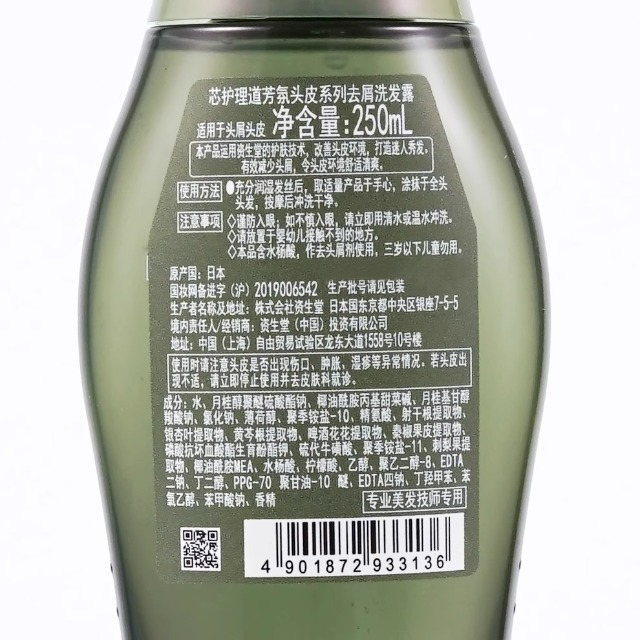 芯护理道芳氛头皮系列去屑洗发露
适用于头屑头皮 净含量:250mL
本产品运用资生堂的护肤技术，改善头皮环境，打造迷人秀发。
有效减少头屑，令头皮环境舒适清爽。
使用方法 ●充分润湿发丝后，取适量产品于手心，涂抹于全头
头发，按摩后冲洗干净。
注意事项 ◇谨防入眼；如不慎入眼，请立即用清水或温水冲洗。
◇请放置于婴幼儿接触不到的地方。
◇本品含水杨酸，作去头屑剂使用，三岁以下儿童勿用。
原产国：日本
国妆网备进字（沪）2019006542 生产批号请见包装
生产者名称及地址：株式会社资生堂 日本国东京都中央区银座7-5-5
境内责任人/经销商：资生堂（中国）投资有限公司
地址：中国（上海）自由贸易试验区龙东大道1558号10号楼
使用时请注意头皮是否出现伤口、肿胀、湿疹等异常情况。若头皮出
现不适，请立即停止使用并去皮肤科就诊。
成分：水、月桂醇聚醚硫酸酯钠、椰油酰胺丙基甜菜碱、月桂基甘醇
羧酸钠、氯化钠、薄荷醇、聚季铵盐-10、精氨酸、射干根提取物、
银杏叶提取物、黄芩根提取物、啤酒花花提取物、秦椒果皮提取物、
磷酸抗坏血酸酯生育酚酯钾、硫代牛磺酸、聚季铵盐-11、刺梨果提
取物、椰油酰胺MEA、水杨酸、柠檬酸、乙醇、聚乙二醇-8、EDTA
二钠、丁二醇、PPG-70 聚甘油-10 醚、EDTA四钠、丁羟甲苯、苯
氧乙醇、苯甲酸钠、香精
专业美发技师专用
4 901872 933136